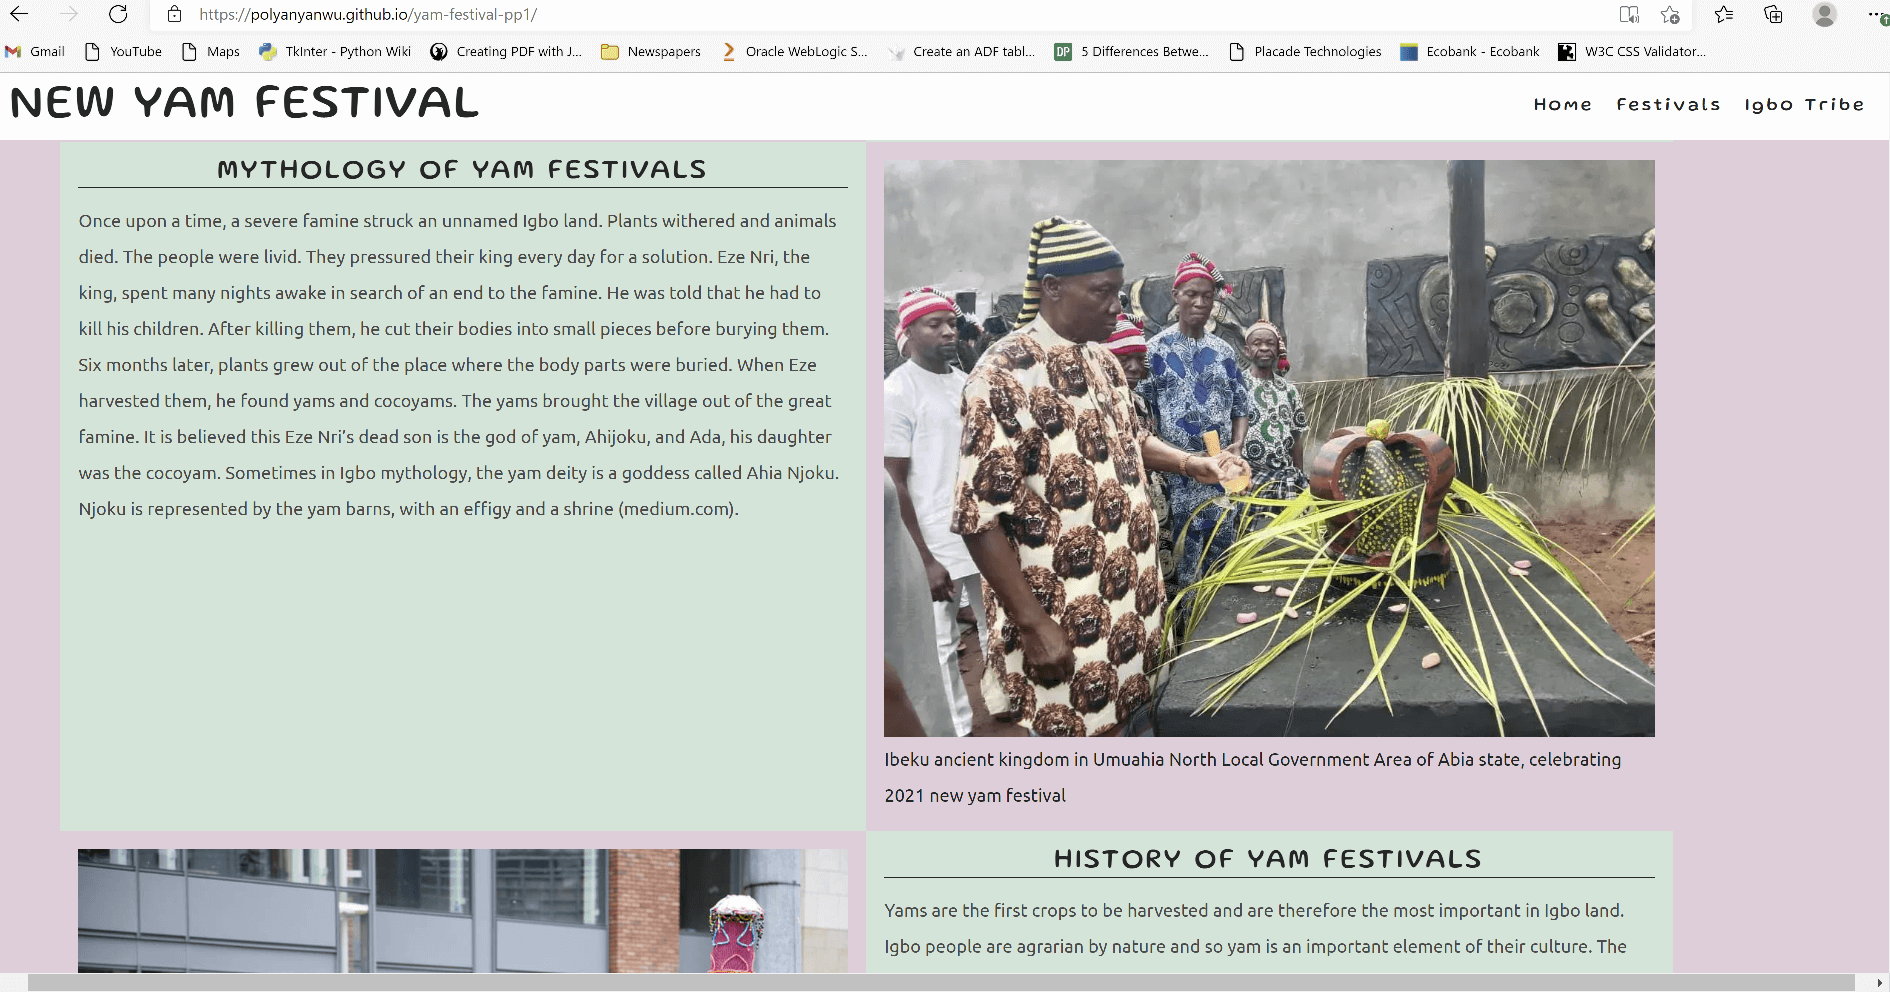 https://polyanyanwu.github.io/yam-festival-pp1/
Gmail YouTube Maps TkInter - Python Wiki Creating PDF with J... Newspapers Oracle WebLogic S... Create an ADF tabl... DP 5 Differences Betwe... Placade Technologies Ecobank - Ecobank W3C CSS Validator...
NEW YAM FESTIVAL
Home Festivals Igbo Tribe
MYTHOLOGY OF YAM FESTIVALS
Once upon a time, a severe famine struck an unnamed Igbo land. Plants withered and animals
died. The people were livid. They pressured their king every day for a solution. Eze Nri, the
king, spent many nights awake in search of an end to the famine. He was told that he had to
kill his children. After killing them, he cut their bodies into small pieces before burying them.
Six months later, plants grew out of the place where the body parts were buried. When Eze
harvested them, he found yams and cocoyams. The yams brought the village out of the great
famine. It is believed this Eze Nri’s dead son is the god of yam, Ahijoku, and Ada, his daughter
was the cocoyam. Sometimes in Igbo mythology, the yam deity is a goddess called Ahia Njoku.
Njoku is represented by the yam barns, with an effigy and a shrine (medium.com).
Ibeku ancient kingdom in Umuahia North Local Government Area of Abia state, celebrating
2021 new yam festival
HISTORY OF YAM FESTIVALS
Yams are the first crops to be harvested and are therefore the most important in Igbo land.
Igbo people are agrarian by nature and so yam is an important element of their culture. The